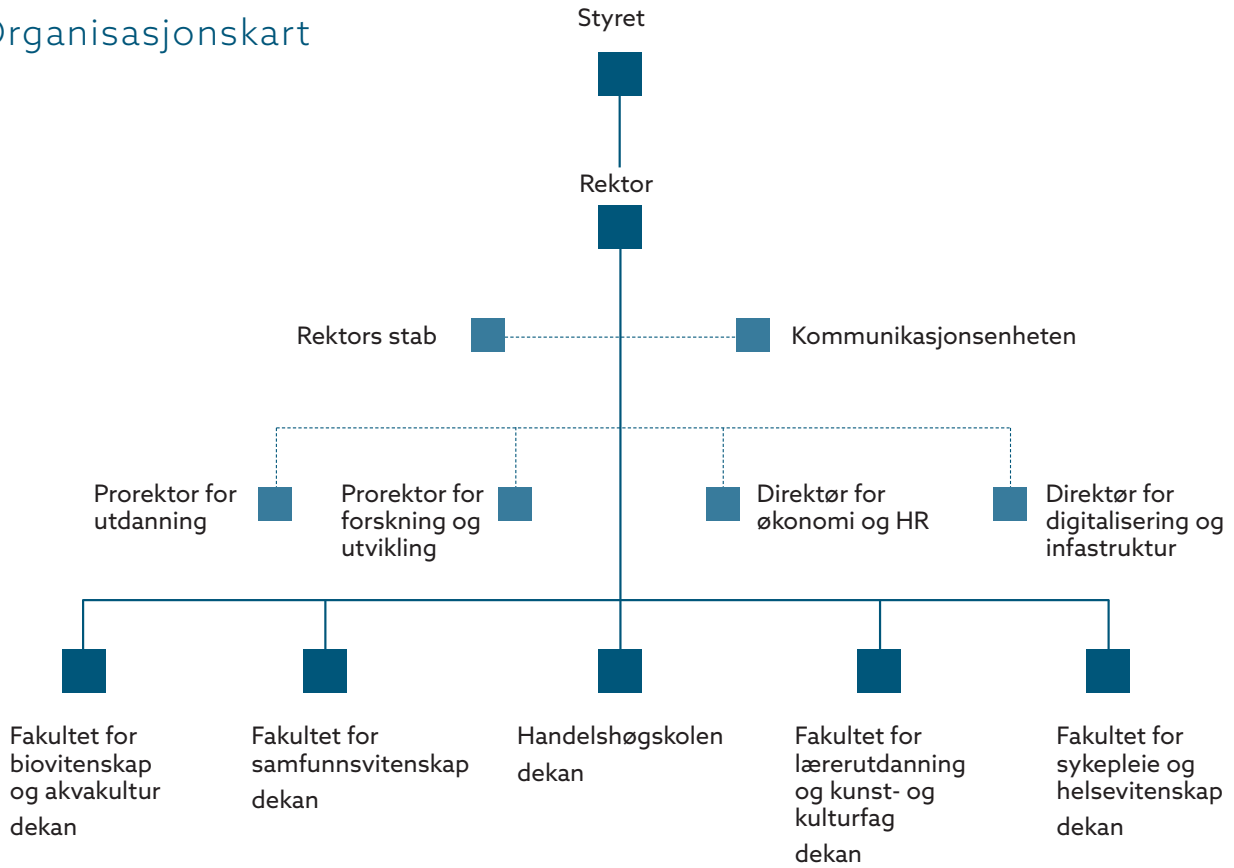 Organisasjonskart
Styret
Rektor
Rektors stab
Kommunikasjonsenheten
Prorektor for
utdanning
Prorektor for
forskning og
utvikling
Direktør for
økonomi og HR
Direktør for
digitalisering og
infastruktur
Fakultet for
biovitenskap
og akvakultur
dekan
Fakultet for
samfunnsvitenskap
dekan
Handelshøgskolen
dekan
Fakultet for
lærerutdanning
og kunst- og
kulturfag
dekan
Fakultet for
sykepleie og
helsevitenskap
dekan